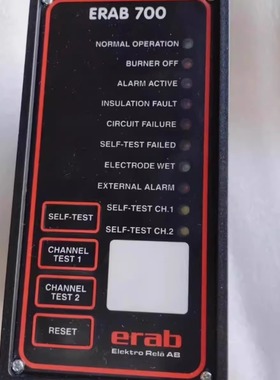 ERAB 700
NORMAL OPERATION
BURNER OFF
ALARM ACTIVE
INSULATION FAULT
CIRCUIT FAILURE
SELF-TEST FAILED
ELECTRODE WET
EXTERNAL ALARM
SELF-TEST CH.1
SELF-TEST CH.2
SELF-TEST
CHANNEL
TEST 1
CHANNEL
TEST 2
RESET
erab
Elektro Relä AB